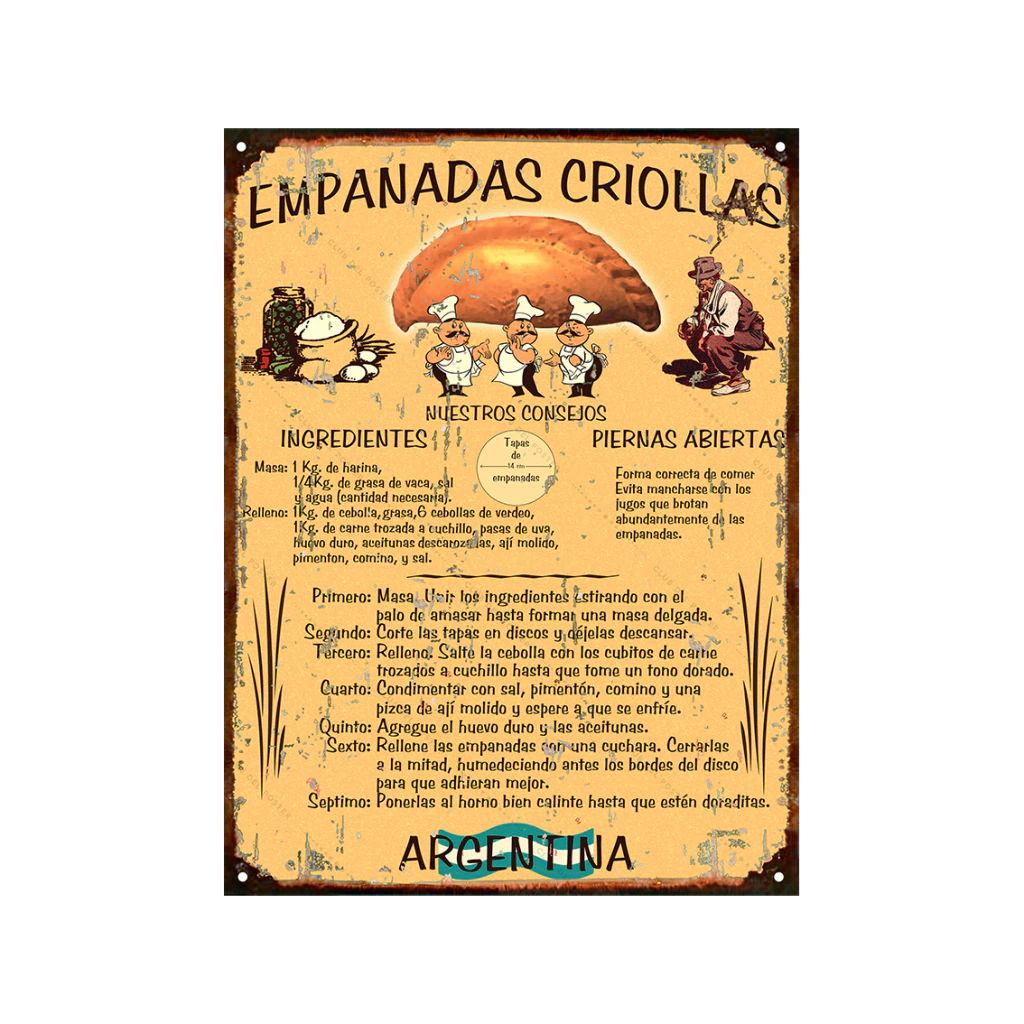 EMPANADAS CRIOLLAS
NUESTROS CONSEJOS
INGREDIENTES
Masa: 1 Kg. de harina,
1/4Kg. de grasa de vaca, sal
y agua (cantidad necesaria).
Relleno: 1Kg. de cebolla,grasa,6 cebollas de verdeo,
1Kg. de carne trozada a cuchillo, pasas de uva,
huevo duro, aceitunas descarozadas, ají molido,
pimenton, comino, y sal.
Tapas
de
14 cm
empanadas
PIERNAS ABIERTAS
Forma correcta de comer
Evita mancharse con los
jugos que brotan
abundantemente de las
empanadas.
Primero: Masa. Unir los ingredientes estirando con el
palo de amasar hasta formar una masa delgada.
Segundo: Corte las tapas en discos y déjelas descansar.
Tercero: Relleno. Salte la cebolla con los cubitos de carne
trozados a cuchillo hasta que tome un tono dorado.
Cuarto: Condimentar con sal, pimentón, comino y una
pizca de ají molido y espere a que se enfríe.
Quinto: Agregue el huevo duro y las aceitunas.
Sexto: Rellene las empanadas con una cuchara. Cerrarlas
a la mitad, humedeciendo antes los bordes del disco
para que adhieran mejor.
Septimo: Ponerlas al horno bien calinte hasta que estén doraditas.
ARGENTINA
CLUB DEL POSTER